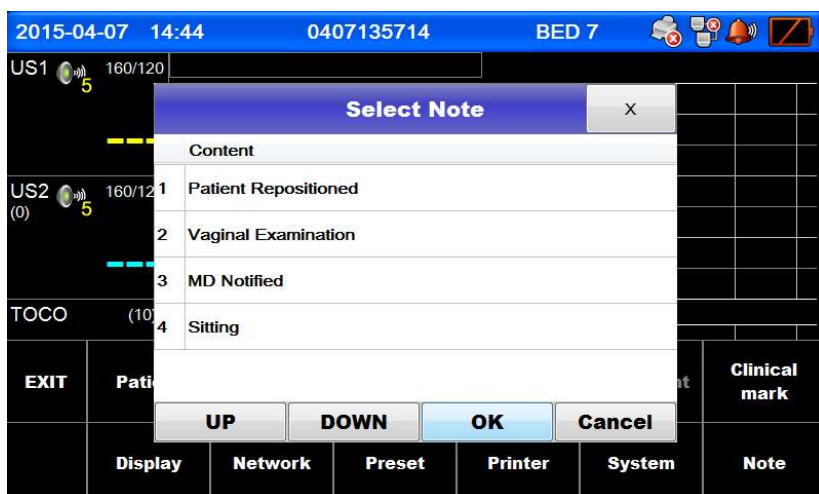 2015-04-07 14:44 0407135714 BED 7
US1 160/120
5
Select Note X
Content
US2 160/12
(0) 5
1 Patient Repositioned
2 Vaginal Examination
3 MD Notified
TOCO (10)
4 Sitting
EXIT Pati nt Clinical mark
UP DOWN OK Cancel
Display Network Preset Printer System Note